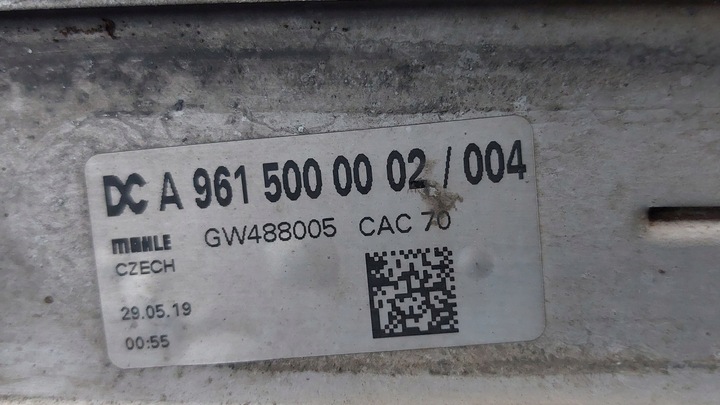 DC A 961 500 00 02 / 004
MAHLE GW488005 CAC 70
CZECH
29.05.19
00:55